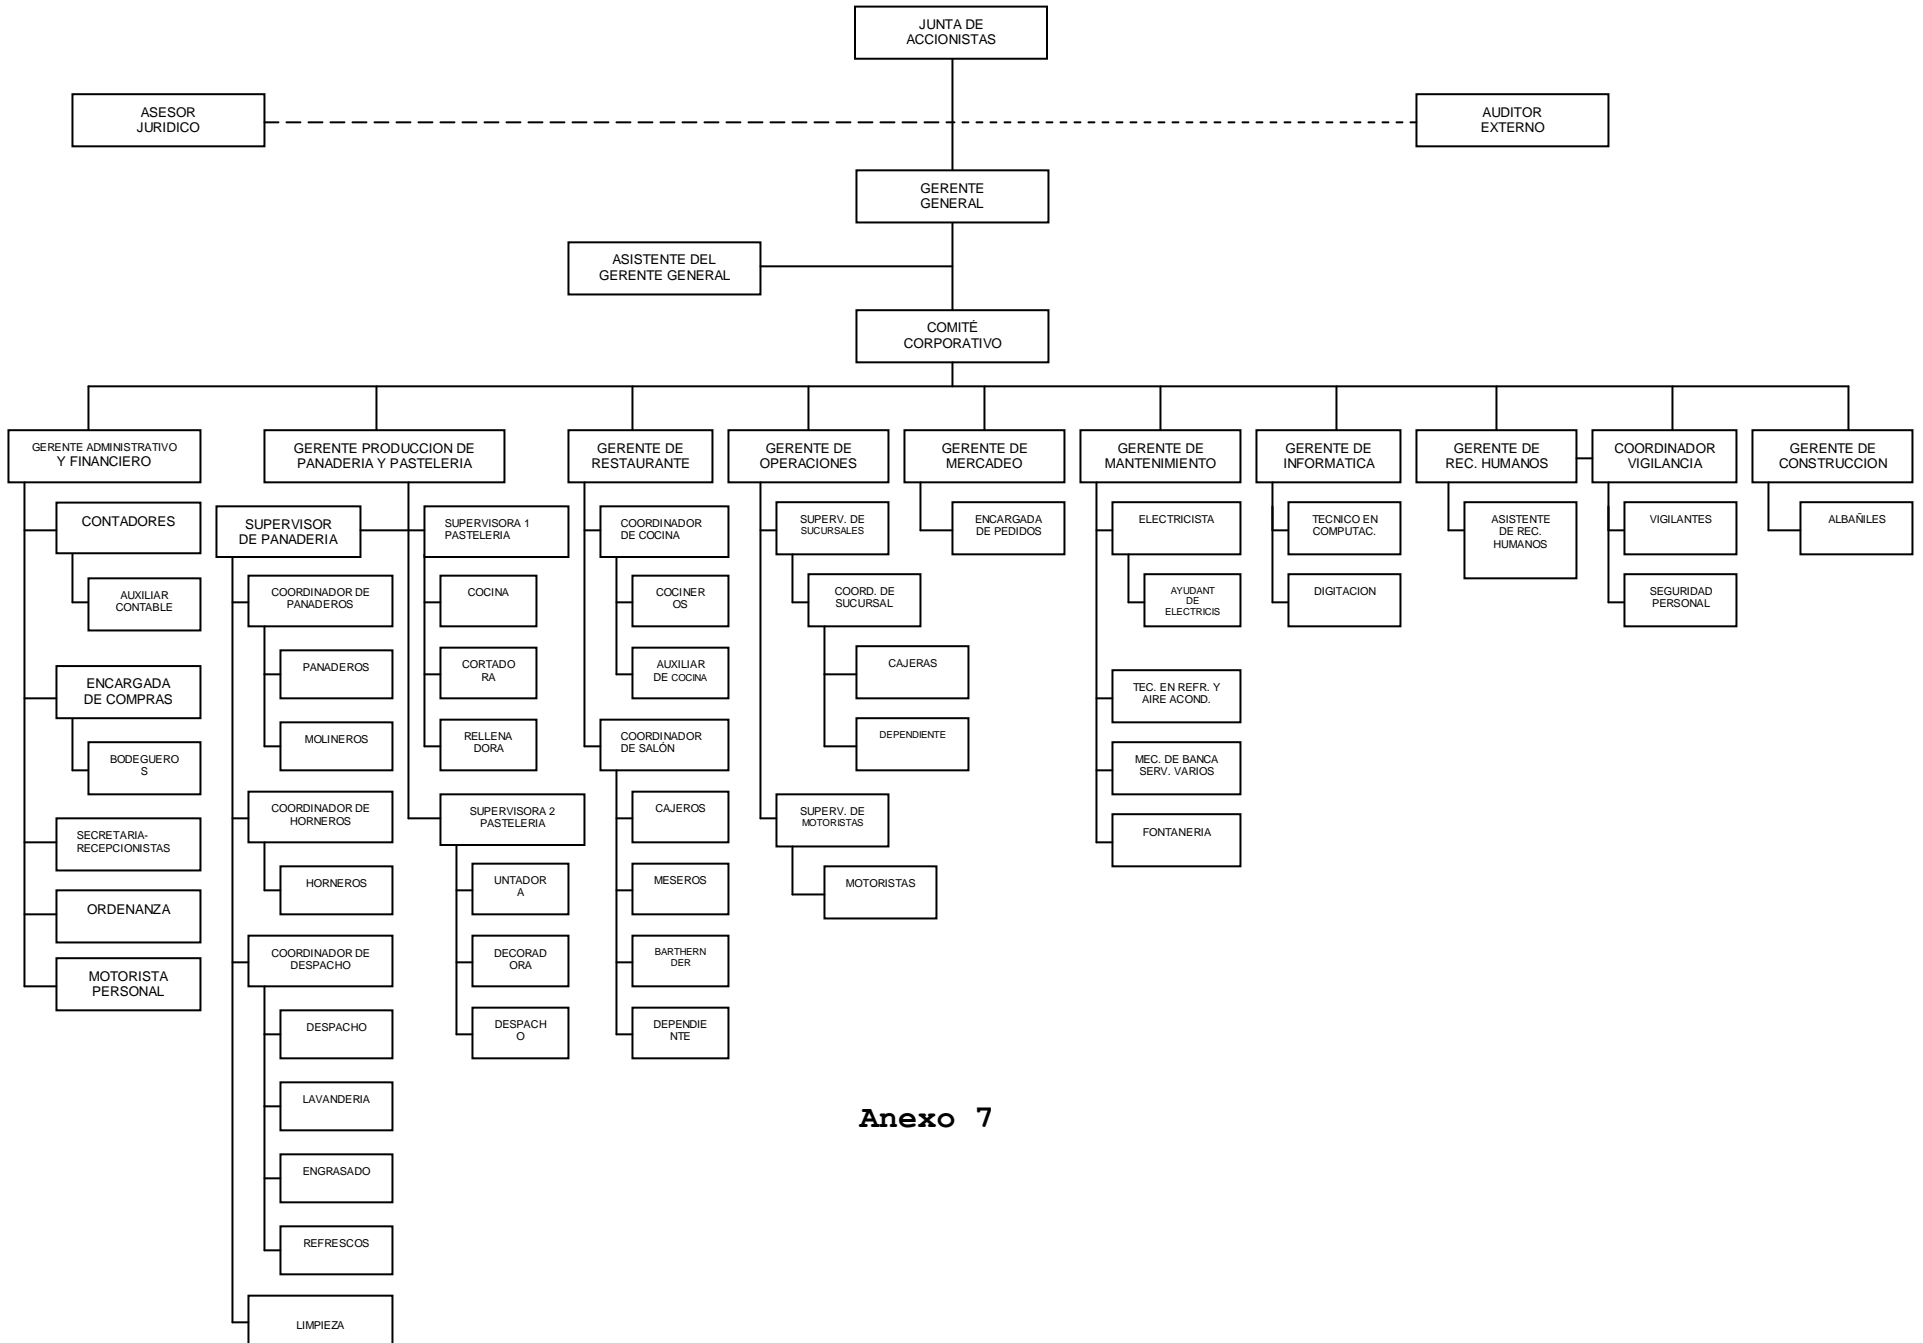 JUNTA DE
ACCIONISTAS
ASESOR
JURIDICO
AUDITOR
EXTERNO
GERENTE
GENERAL
ASISTENTE DEL
GERENTE GENERAL
COMITÉ
CORPORATIVO
GERENTE ADMINISTRATIVO
Y FINANCIERO
GERENTE PRODUCCION DE
PANADERIA Y PASTELERIA
GERENTE DE
RESTAURANTE
GERENTE DE
OPERACIONES
GERENTE DE
MERCADEO
GERENTE DE
MANTENIMIENTO
GERENTE DE
INFORMATICA
GERENTE DE
REC. HUMANOS
COORDINADOR
VIGILANCIA
GERENTE DE
CONSTRUCCION
CONTADORES
AUXILIAR
CONTABLE
ENCARGADA
DE COMPRAS
BODEGUERO
S
SECRETARIA-
RECEPCIONISTAS
ORDENANZA
MOTORISTA
PERSONAL
SUPERVISOR
DE PANADERIA
COORDINADOR DE
PANADEROS
PANADEROS
MOLINEROS
COORDINADOR DE
HORNEROS
HORNEROS
COORDINADOR DE
DESPACHO
DESPACHO
LAVANDERIA
ENGRASADO
REFRESCOS
LIMPIEZA
SUPERVISORA 1
PASTELERIA
COCINA
CORTADO
RA
RELLENA
DORA
SUPERVISORA 2
PASTELERIA
UNTADOR
A
DECORAD
ORA
DESPACH
O
COORDINADOR
DE COCINA
COCINER
OS
AUXILIAR
DE COCINA
COORDINADOR
DE SALÓN
CAJEROS
MESEROS
BARTHERN
DER
DEPENDIE
NTE
SUPERV. DE
SUCURSALES
COORD. DE
SUCURSAL
CAJERAS
DEPENDIENTE
SUPERV. DE
MOTORISTAS
MOTORISTAS
ENCARGADA
DE PEDIDOS
ELECTRICISTA
AYUDANT
DE
ELECTRICIS
TEC. EN REFR. Y
AIRE ACOND.
MEC. DE BANCA
SERV. VARIOS
FONTANERIA
TECNICO EN
COMPUTAC.
DIGITACION
ASISTENTE
DE REC.
HUMANOS
VIGILANTES
SEGURIDAD
PERSONAL
ALBAÑILES
Anexo 7